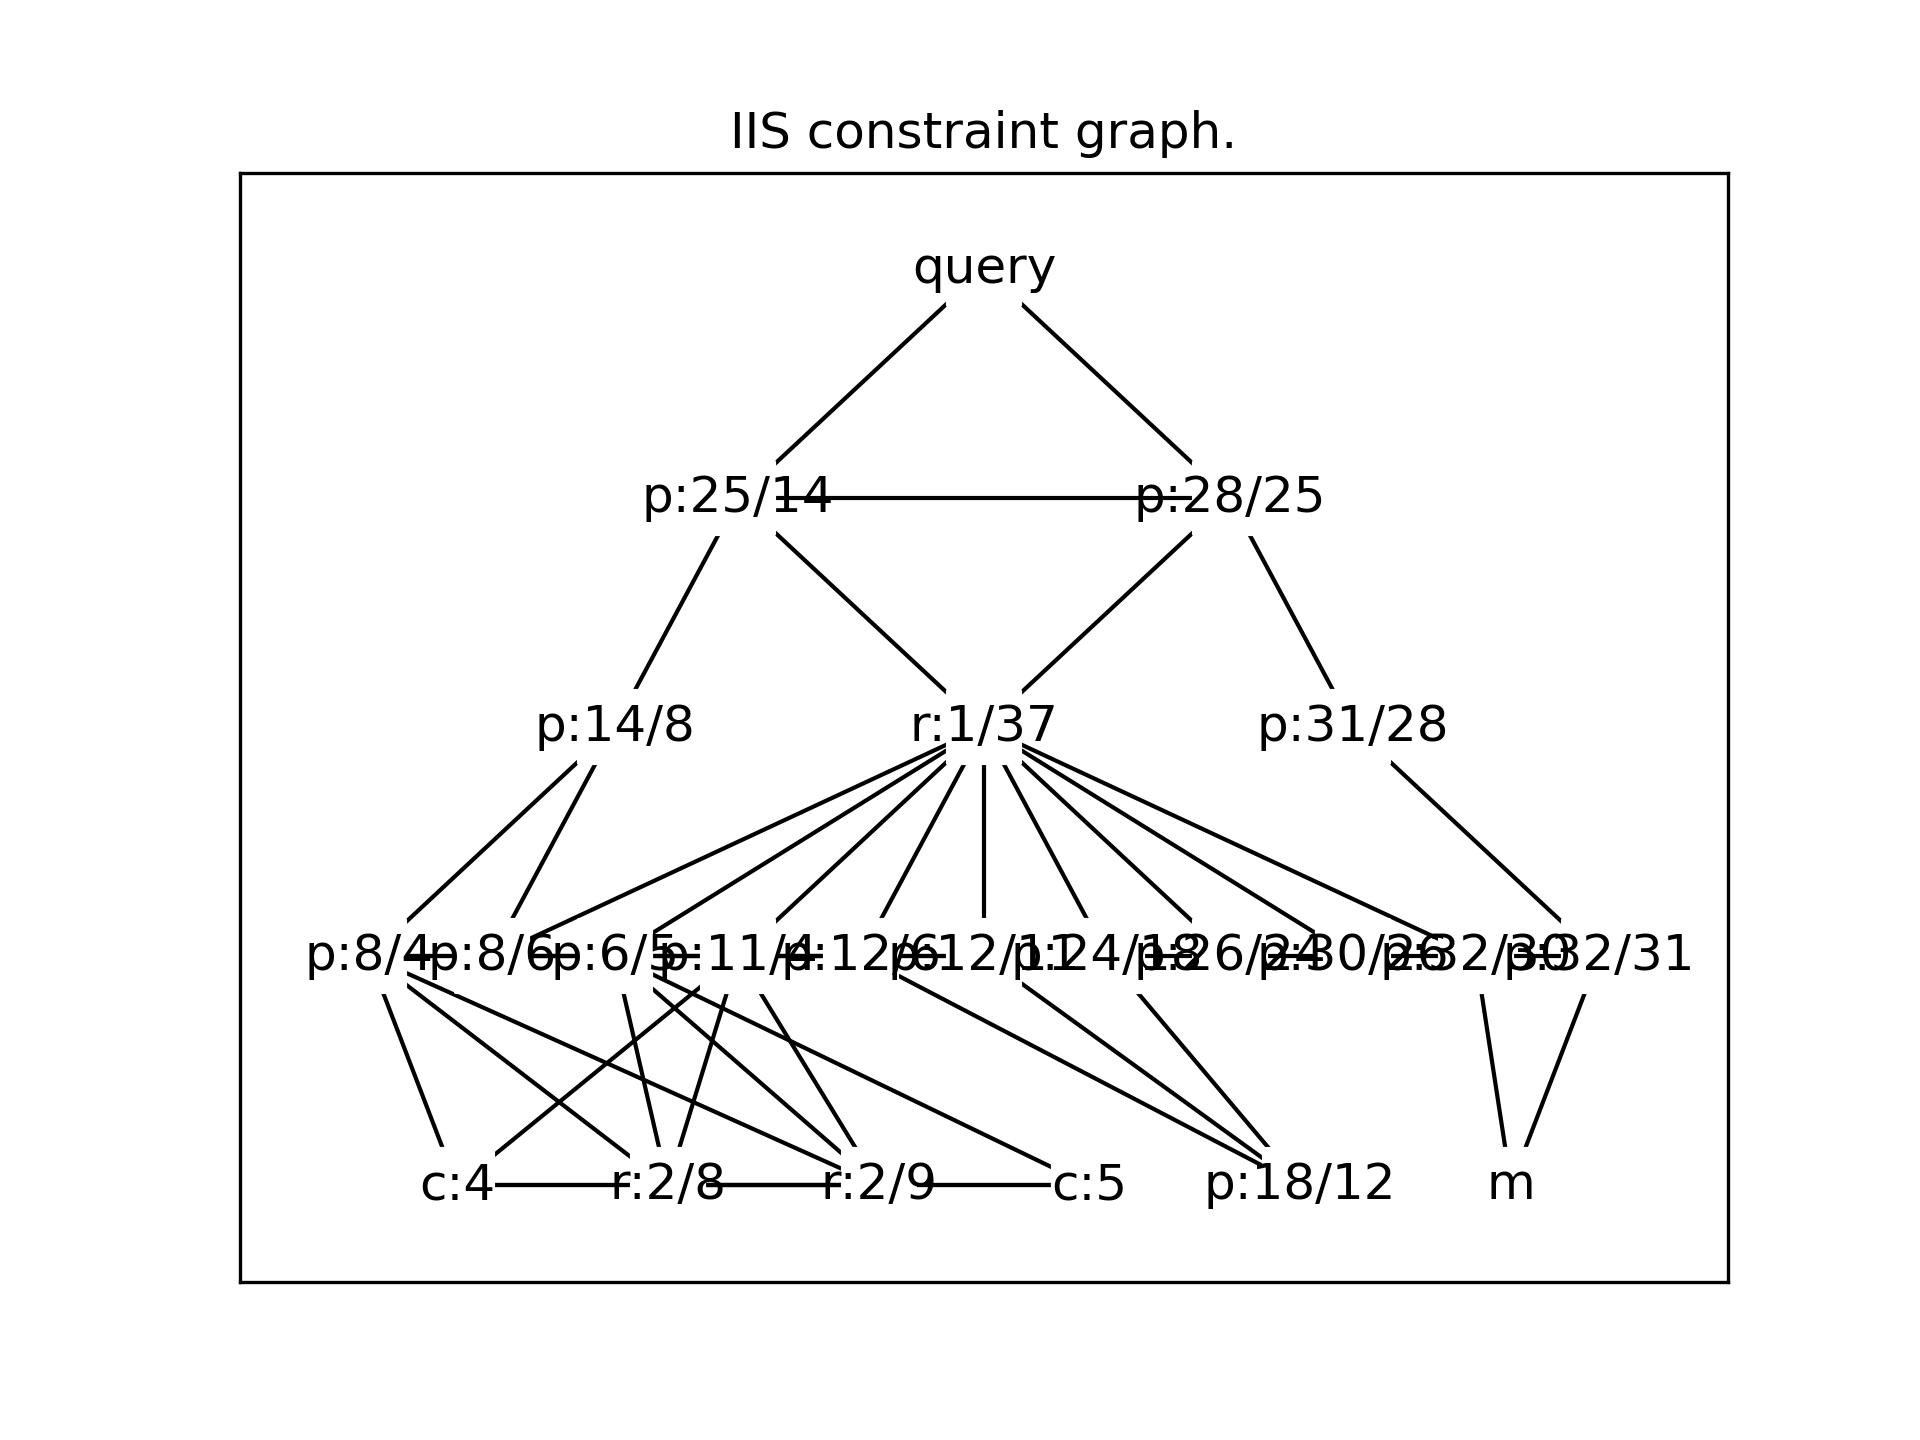 IIS constraint graph.
query
p:25/14 p:28/25
p:14/8 r:1/37 p:31/28
p:8/4 p:8/6 p:6/5 p:11/4 p:12/6 p:12/11 p:24/18 p:26/24 p:30/26 p:32/30 p:32/31
c:4 r:2/8 r:2/9 c:5 p:18/12 m